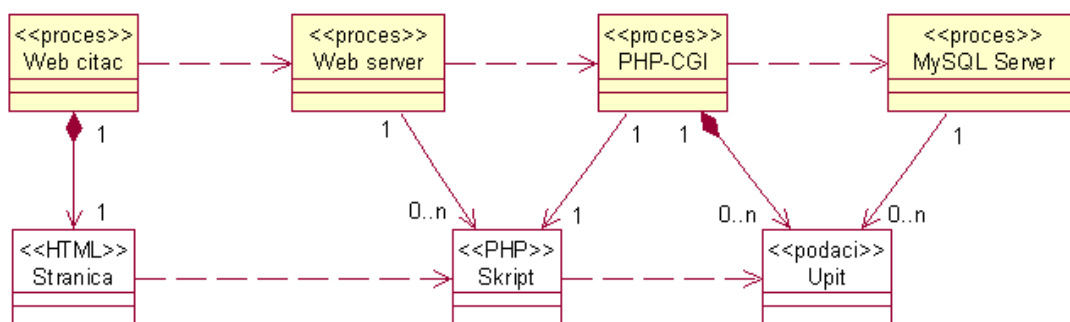 <<proces>>
Web citac
<<proces>>
Web server
<<proces>>
PHP-CGI
<<proces>>
MySQL Server
1
1
1
1
1
1
0..n
1
0..n
0..n
<<HTML>>
Stranica
<<PHP>>
Skript
<<podaci>>
Upit